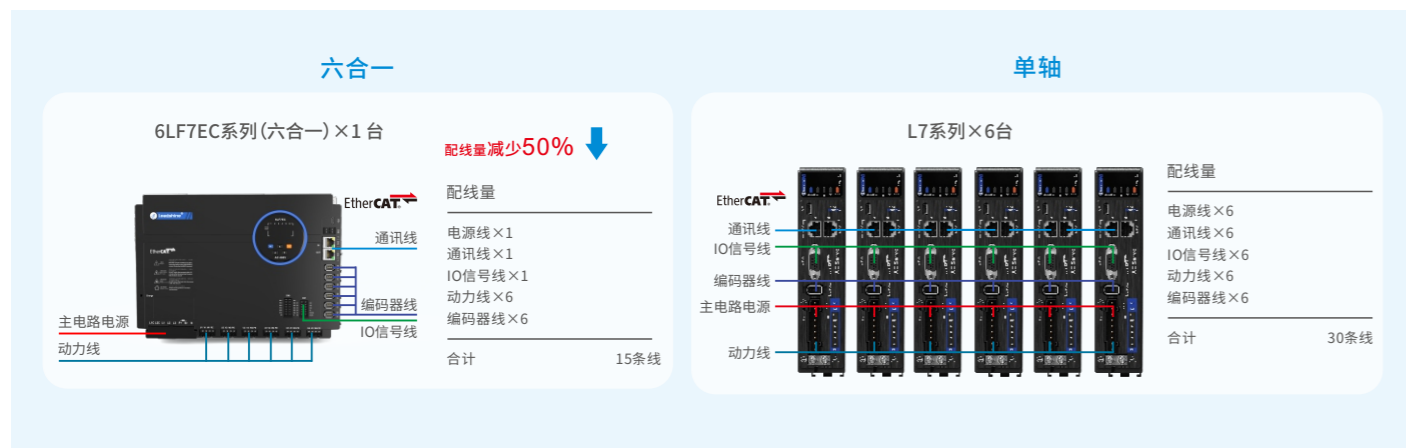 六合一
6LF7EC系列(六合一)×1 台
配线量减少50%
Leadshine
EtherCAT
EtherCAT
通讯线
编码器线
IO信号线
主电路电源
动力线
配线量
电源线×1
通讯线×1
IO信号线×1
动力线×6
编码器线×6
合计 15条线
单轴
L7系列×6台
EtherCAT
通讯线
IO信号线
编码器线
主电路电源
动力线
配线量
电源线×6
通讯线×6
IO信号线×6
动力线×6
编码器线×6
合计 30条线